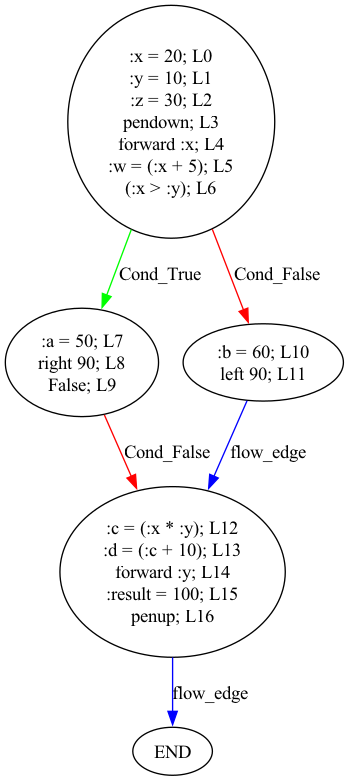 :x = 20; L0
:y = 10; L1
:z = 30; L2
pendown; L3
forward :x; L4
:w = (:x + 5); L5
(:x > :y); L6
Cond_True
Cond_False
:a = 50; L7
right 90; L8
False; L9
:b = 60; L10
left 90; L11
Cond_False
flow_edge
:c = (:x * :y); L12
:d = (:c + 10); L13
forward :y; L14
:result = 100; L15
penup; L16
flow_edge
END